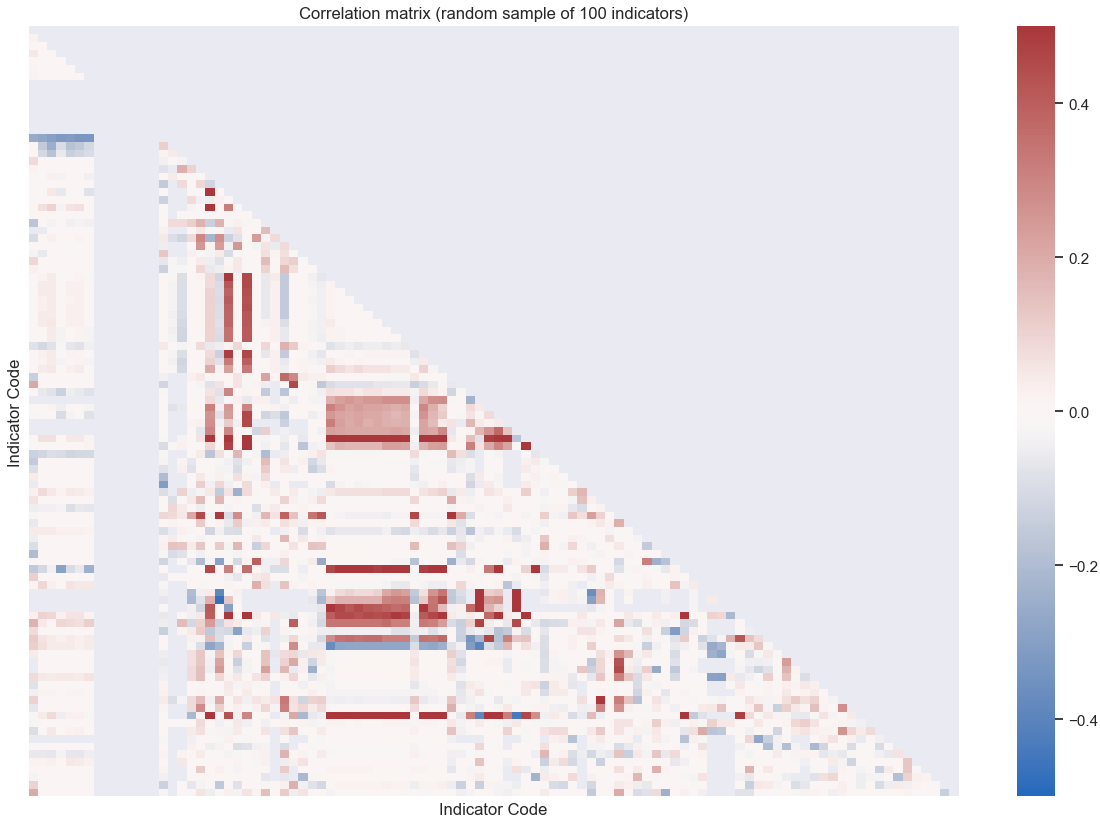 Correlation matrix (random sample of 100 indicators)
Indicator Code
0.4
0.2
0.0
−0.2
−0.4
Indicator Code